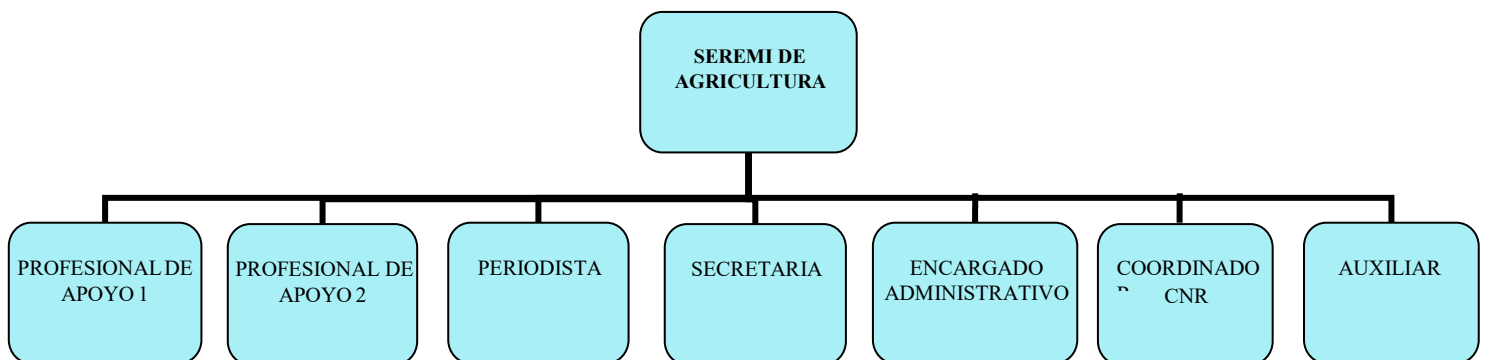 SEREMI DE
AGRICULTURA
PROFESIONAL DE
APOYO 1
PROFESIONAL DE
APOYO 2
PERIODISTA
SECRETARIA
ENCARGADO
ADMINISTRATIVO
COORDINADO
CNR
AUXILIAR